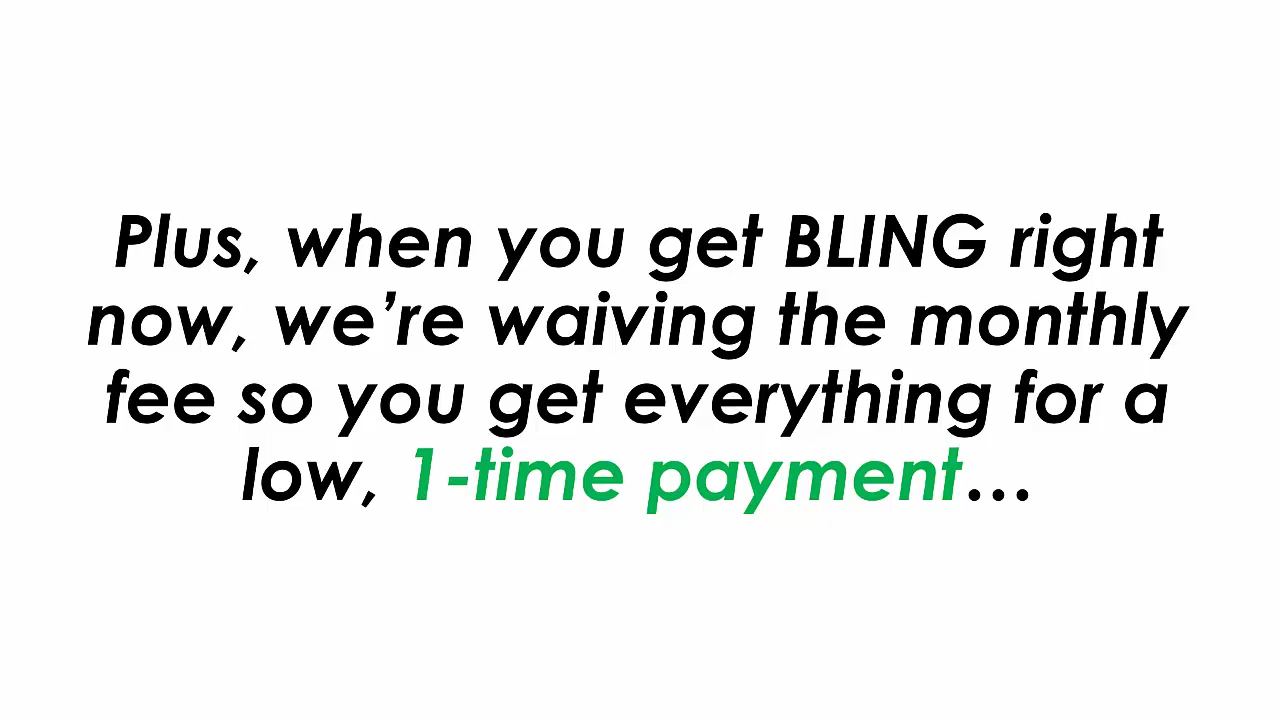 Plus, when you get BLING right
now, we’re waiving the monthly
fee so you get everything for a
low, 1-time payment…